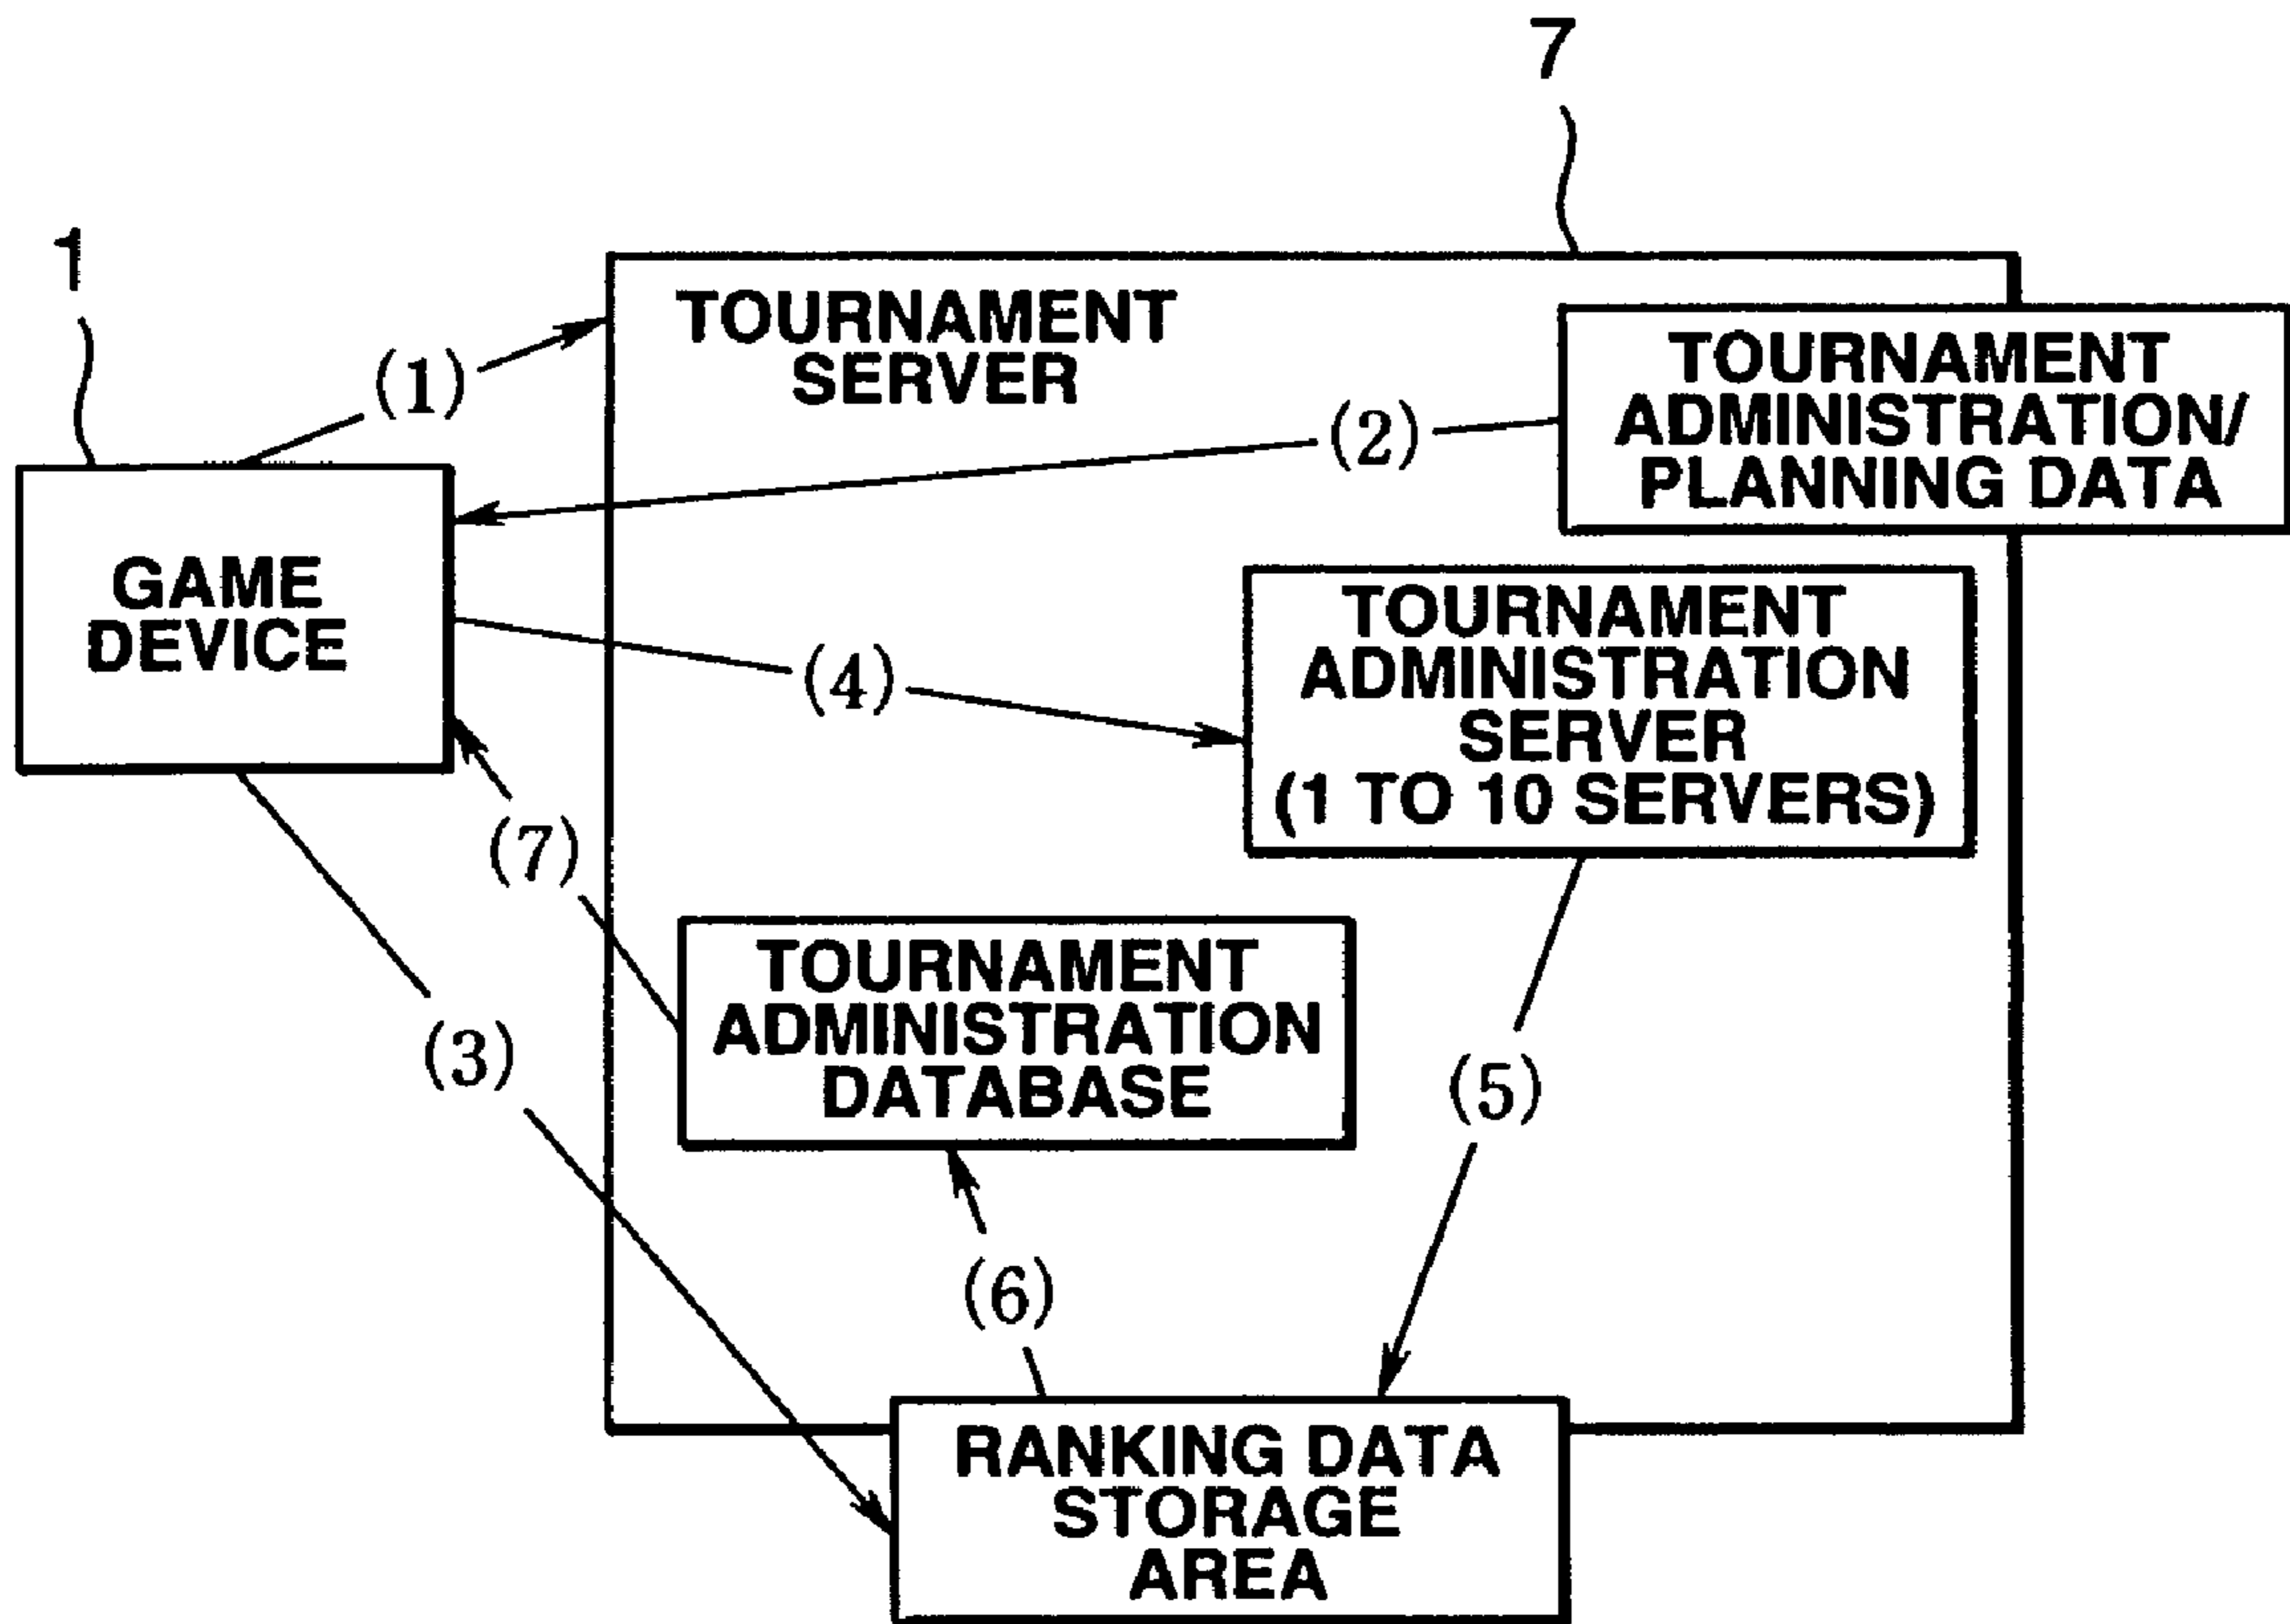 7
1
TOURNAMENT
SERVER
(1)
TOURNAMENT
ADMINISTRATION/
PLANNING DATA
(2)
GAME
DEVICE
TOURNAMENT
ADMINISTRATION
SERVER
(1 TO 10 SERVERS)
(4)
(7)
TOURNAMENT
ADMINISTRATION
DATABASE
(3)
(5)
(6)
RANKING DATA
STORAGE
AREA